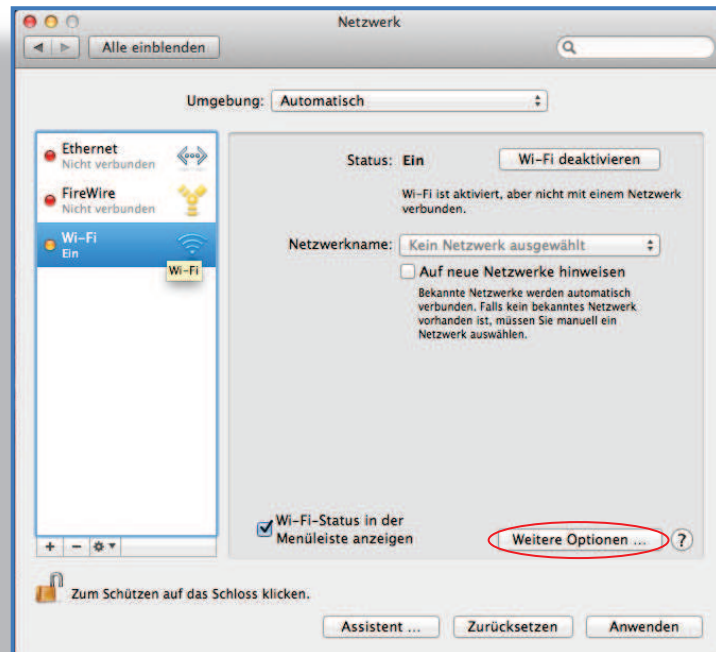 Netzwerk
Alle einblenden
Umgebung: Automatisch
Ethernet
Nicht verbunden
FireWire
Nicht verbunden
Wi-Fi
Ein
Wi-Fi
Status: Ein
Wi-Fi deaktivieren
Wi-Fi ist aktiviert, aber nicht mit einem Netzwerk
verbunden.
Netzwerkname: Kein Netzwerk ausgewählt
Auf neue Netzwerke hinweisen
Bekannte Netzwerke werden automatisch
verbunden. Falls kein bekanntes Netzwerk
vorhanden ist, müssen Sie manuell ein
Netzwerk auswählen.
Wi-Fi-Status in der
Menüleiste anzeigen
Weitere Optionen ...
?
+ −
Zum Schützen auf das Schloss klicken.
Assistent ...
Zurücksetzen
Anwenden